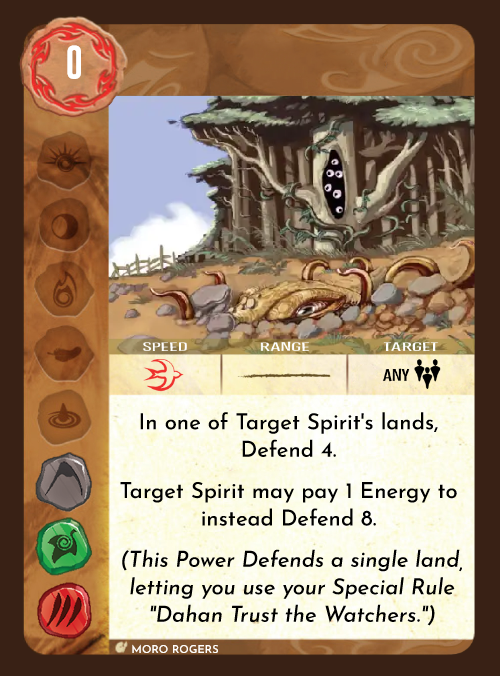 0
SPEED RANGE TARGET
ANY
In one of Target Spirit's lands,
Defend 4.
Target Spirit may pay 1 Energy to
instead Defend 8.
(This Power Defends a single land,
letting you use your Special Rule
"Dahan Trust the Watchers.")
MORO ROGERS